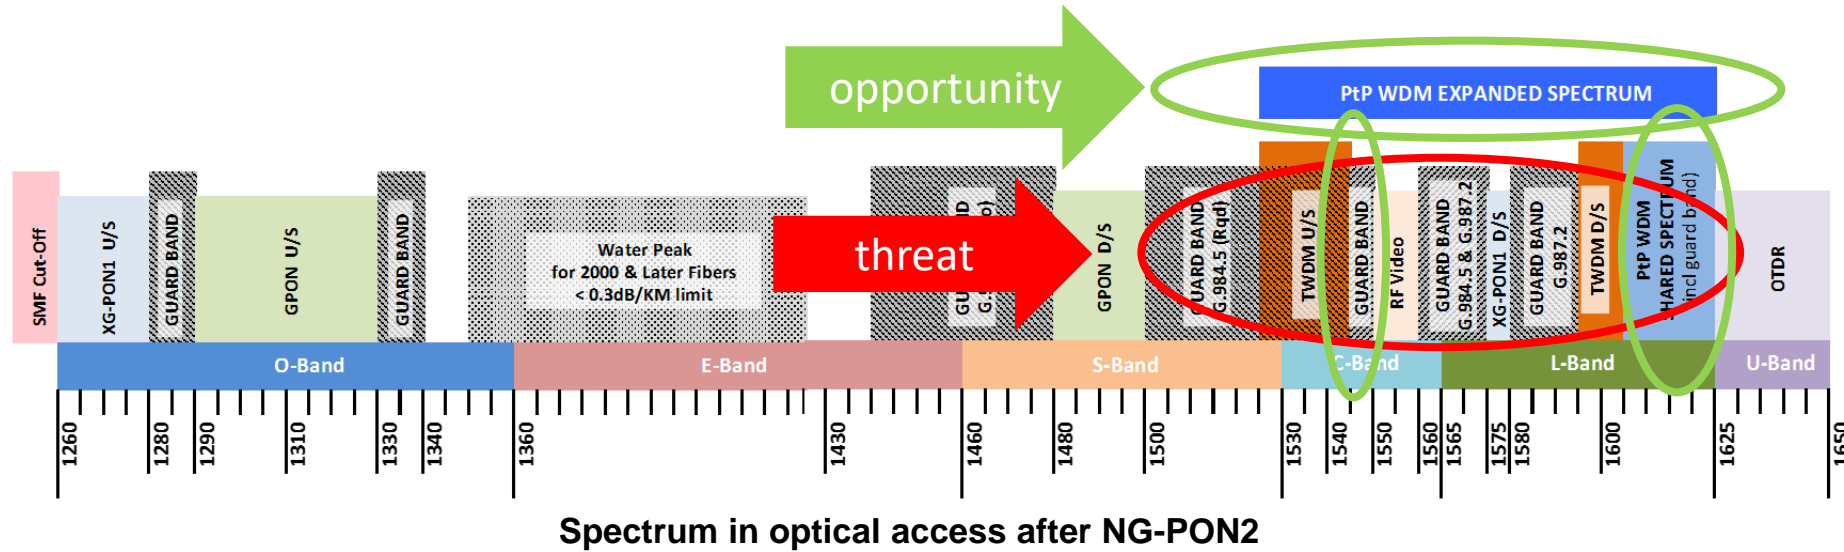 opportunity
PtP WDM EXPANDED SPECTRUM
threat
SMF Cut-Off
XG-PON1 U/S
GUARD BAND
GPON U/S
GUARD BAND
Water Peak
for 2000 & Later Fibers
< 0.3dB/KM limit
GPON D/S
GUARD BAND
G.984.5 (Rqd)
TWDM U/S
GUARD BAND
RF Video
GUARD BAND
G.984.5 & G.987.2
XG-PON1 D/S
GUARD BAND
G.987.2
TWDM D/S
PtP WDM
SHARED SPECTRUM
(incl guard band)
OTDR
O-Band
E-Band
S-Band
C-Band
L-Band
U-Band
1260
1280
1290
1310
1330
1340
1360
1430
1460
1480
1500
1530
1540
1550
1560
1565
1575
1580
1600
1625
1650
Spectrum in optical access after NG-PON2